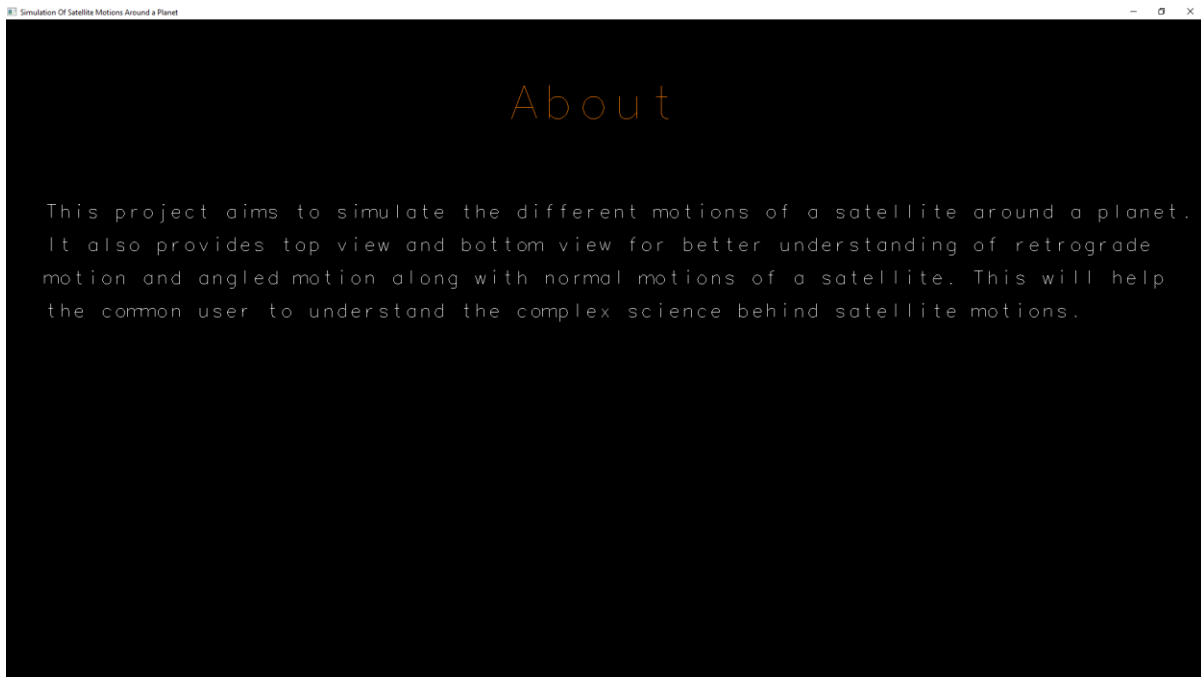 Simulation Of Satellite Motions Around a Planet
About
This project aims to simulate the different motions of a satellite around a planet.
It also provides top view and bottom view for better understanding of retrograde
motion and angled motion along with normal motions of a satellite. This will help
the common user to understand the complex science behind satellite motions.